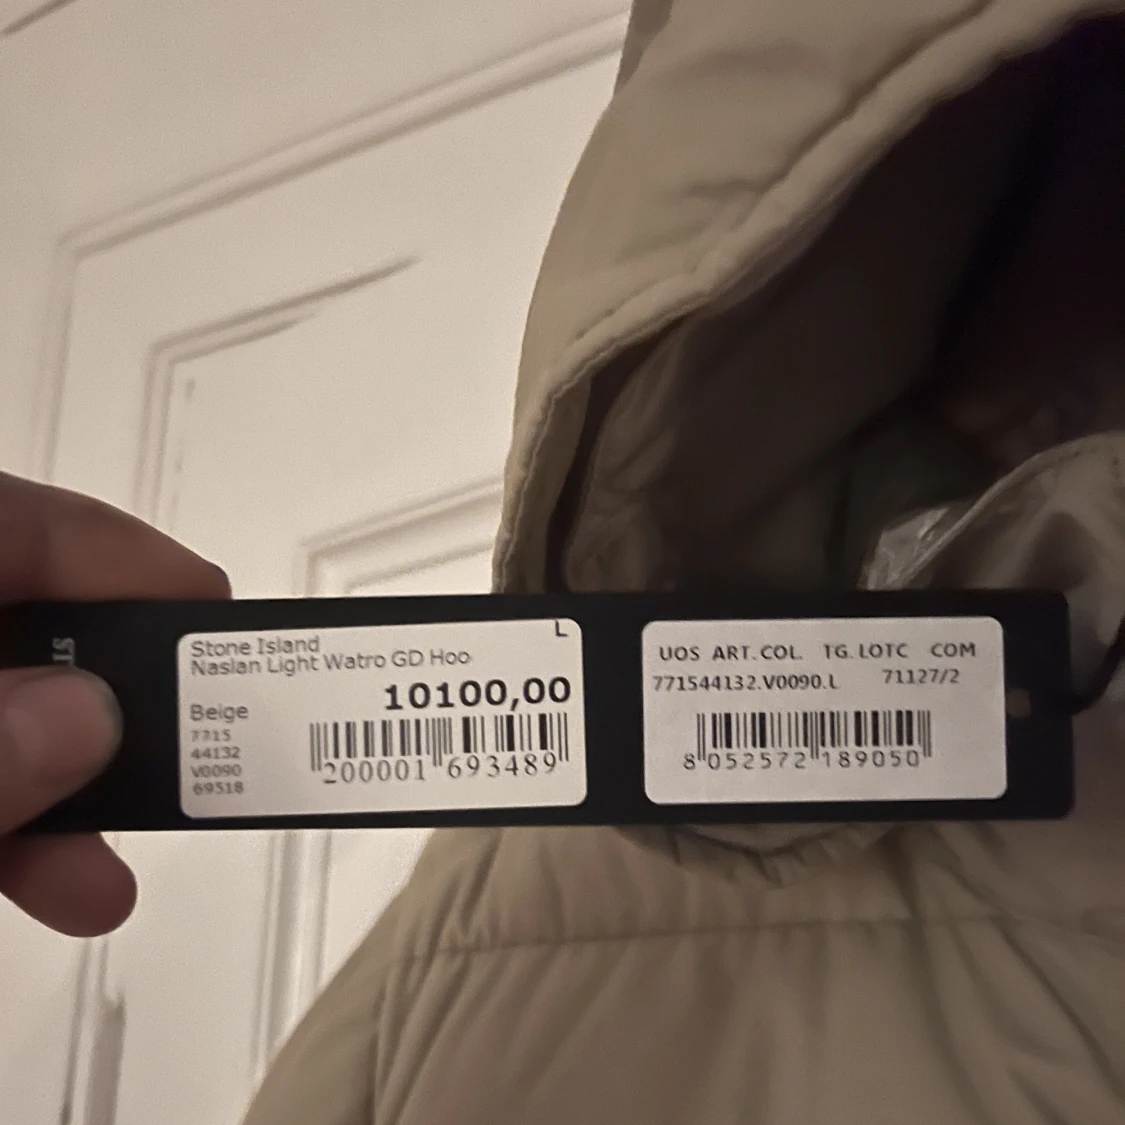 ST
Stone Island
L
Naslan Light Watro GD Hoo
10100,00
Beige
7715
44132
V0090
69518
200001 693489
UOS ART.COL. TG. LOTC COM
771544132.V0090.L 71127/2
8 052572 189050